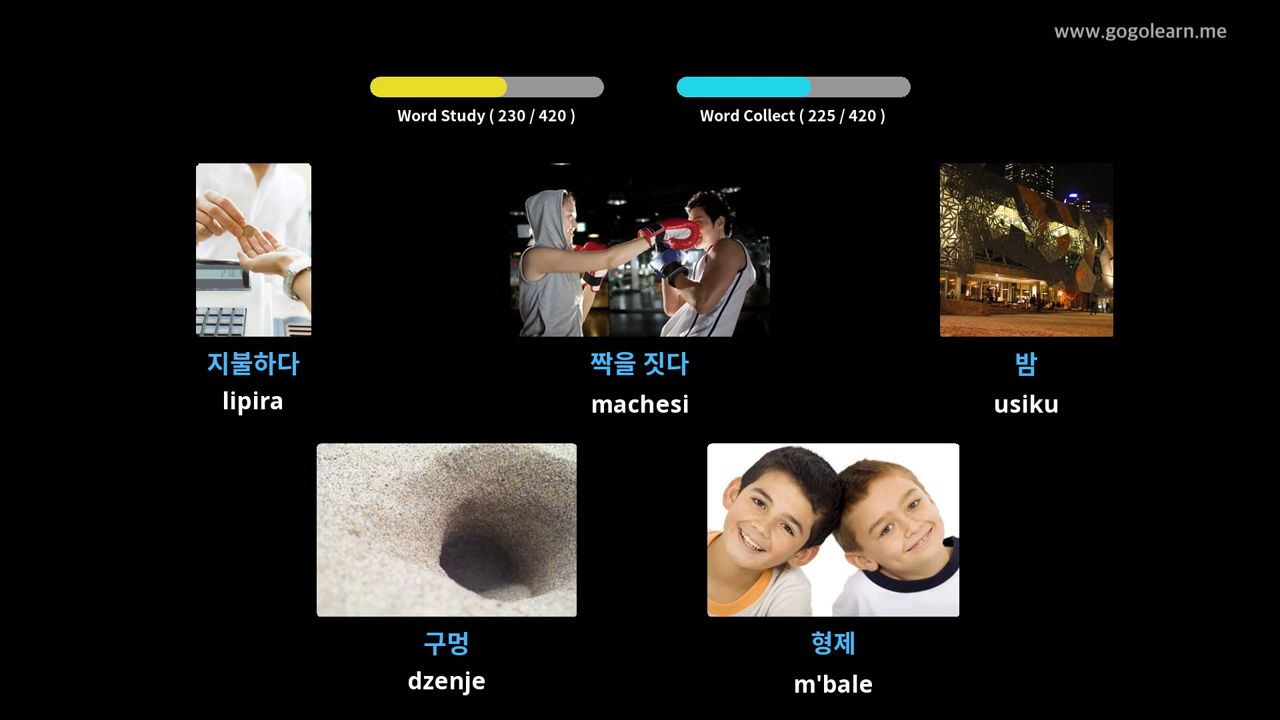 www.gogolearn.me
Word Study ( 230 / 420 )
Word Collect ( 225 / 420 )
지불하다
lipira
짝을 짓다
machesi
밤
usiku
구멍
dzenje
형제
m'bale